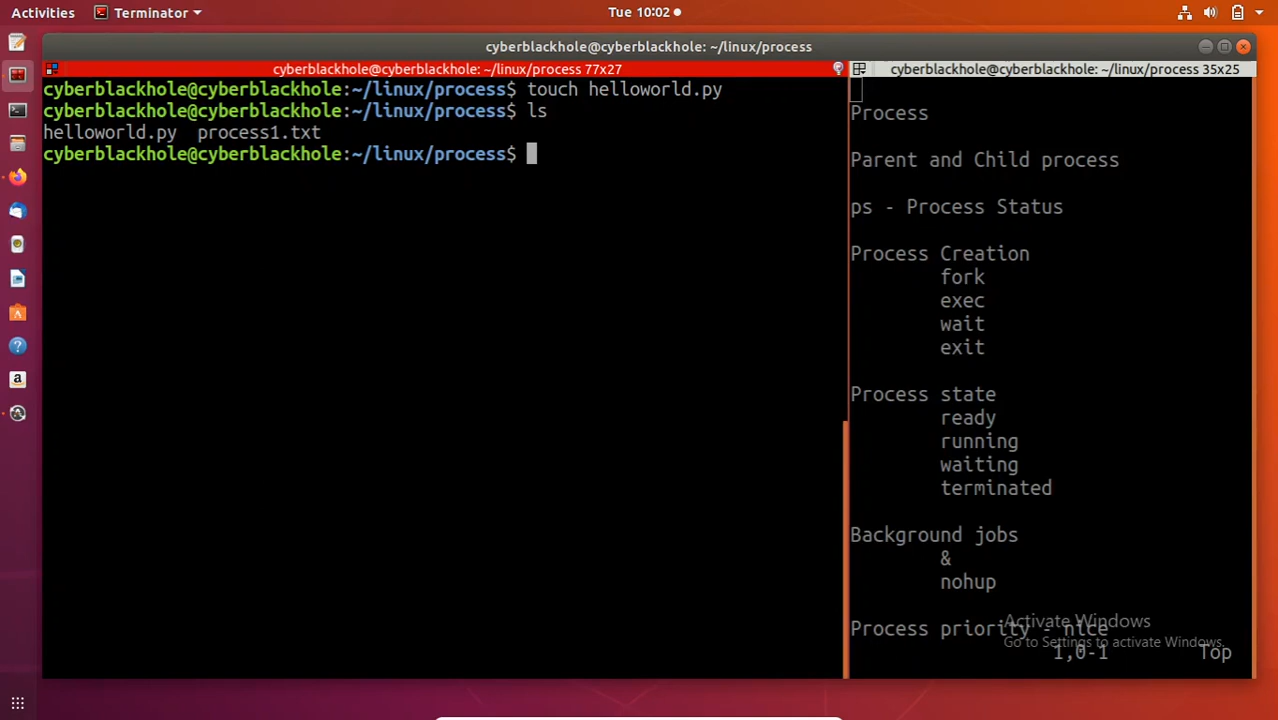 Activities Terminator Tue 10:02
cyberblackhole@cyberblackhole: ~/linux/process
cyberblackhole@cyberblackhole: ~/linux/process 77x27
cyberblackhole@cyberblackhole:~/linux/process$ touch helloworld.py
cyberblackhole@cyberblackhole:~/linux/process$ ls
helloworld.py process1.txt
cyberblackhole@cyberblackhole:~/linux/process$
cyberblackhole@cyberblackhole: ~/linux/process 35x25
Process
Parent and Child process
ps - Process Status
Process Creation
fork
exec
wait
exit
Process state
ready
running
waiting
terminated
Background jobs
&
nohup
Process priority - nice
1,0-1 Top
Activate Windows
Go to Settings to activate Windows.